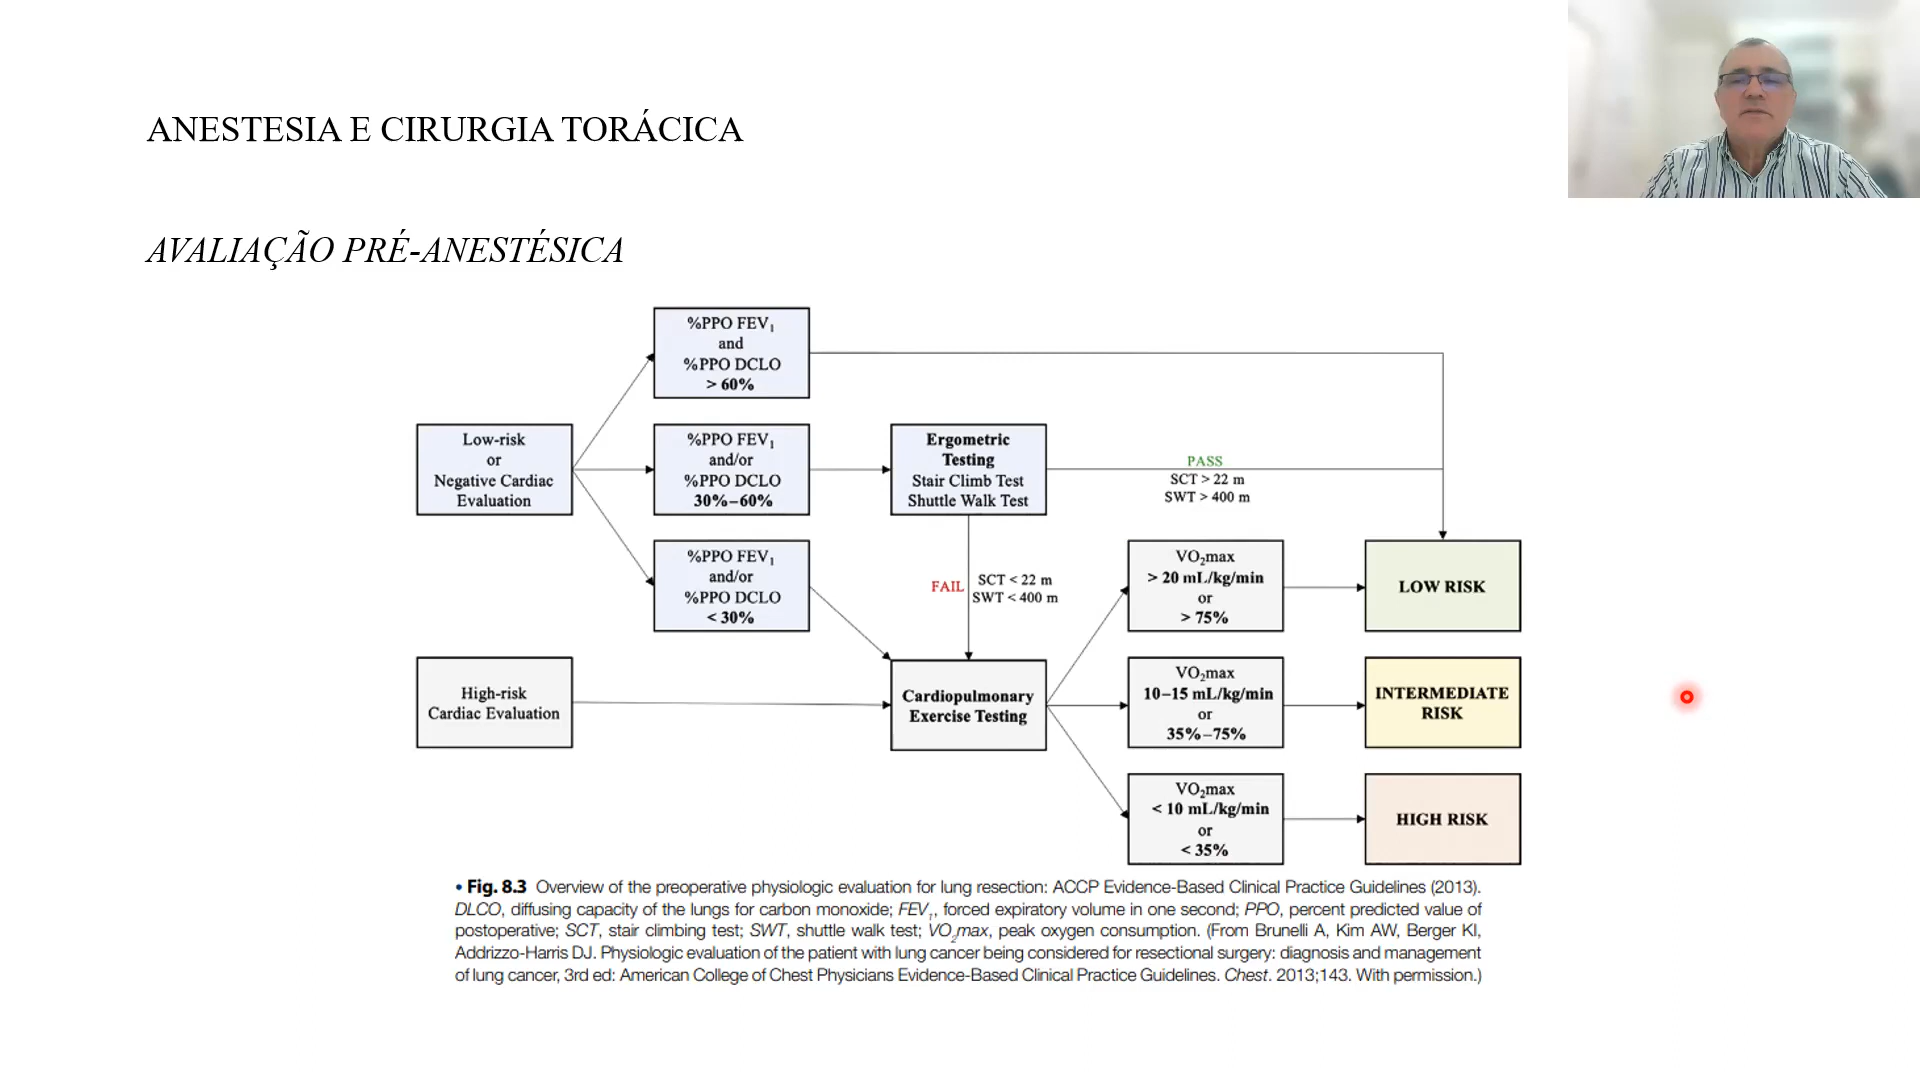 ANESTESIA E CIRURGIA TORÁCICA
AVALIAÇÃO PRÉ-ANESTÉSICA
%PPO FEV₁
and
%PPO DCLO
> 60%
Low-risk
or
Negative Cardiac
Evaluation
%PPO FEV₁
and/or
%PPO DCLO
30%–60%
Ergometric
Testing
Stair Climb Test
Shuttle Walk Test
PASS
SCT > 22 m
SWT > 400 m
%PPO FEV₁
and/or
%PPO DCLO
< 30%
FAIL
SCT < 22 m
SWT < 400 m
VO₂max
> 20 mL/kg/min
or
> 75%
LOW RISK
High-risk
Cardiac Evaluation
Cardiopulmonary
Exercise Testing
VO₂max
10–15 mL/kg/min
or
35%–75%
INTERMEDIATE
RISK
VO₂max
< 10 mL/kg/min
or
< 35%
HIGH RISK
• Fig. 8.3 Overview of the preoperative physiologic evaluation for lung resection: ACCP Evidence-Based Clinical Practice Guidelines (2013).
DLCO, diffusing capacity of the lungs for carbon monoxide; FEV₁, forced expiratory volume in one second; PPO, percent predicted value of
postoperative; SCT, stair climbing test; SWT, shuttle walk test; VO₂max, peak oxygen consumption. (From Brunelli A, Kim AW, Berger KI,
Addrizzo-Harris DJ. Physiologic evaluation of the patient with lung cancer being considered for resectional surgery: diagnosis and management
of lung cancer, 3rd ed: American College of Chest Physicians Evidence-Based Clinical Practice Guidelines. Chest. 2013;143. With permission.)